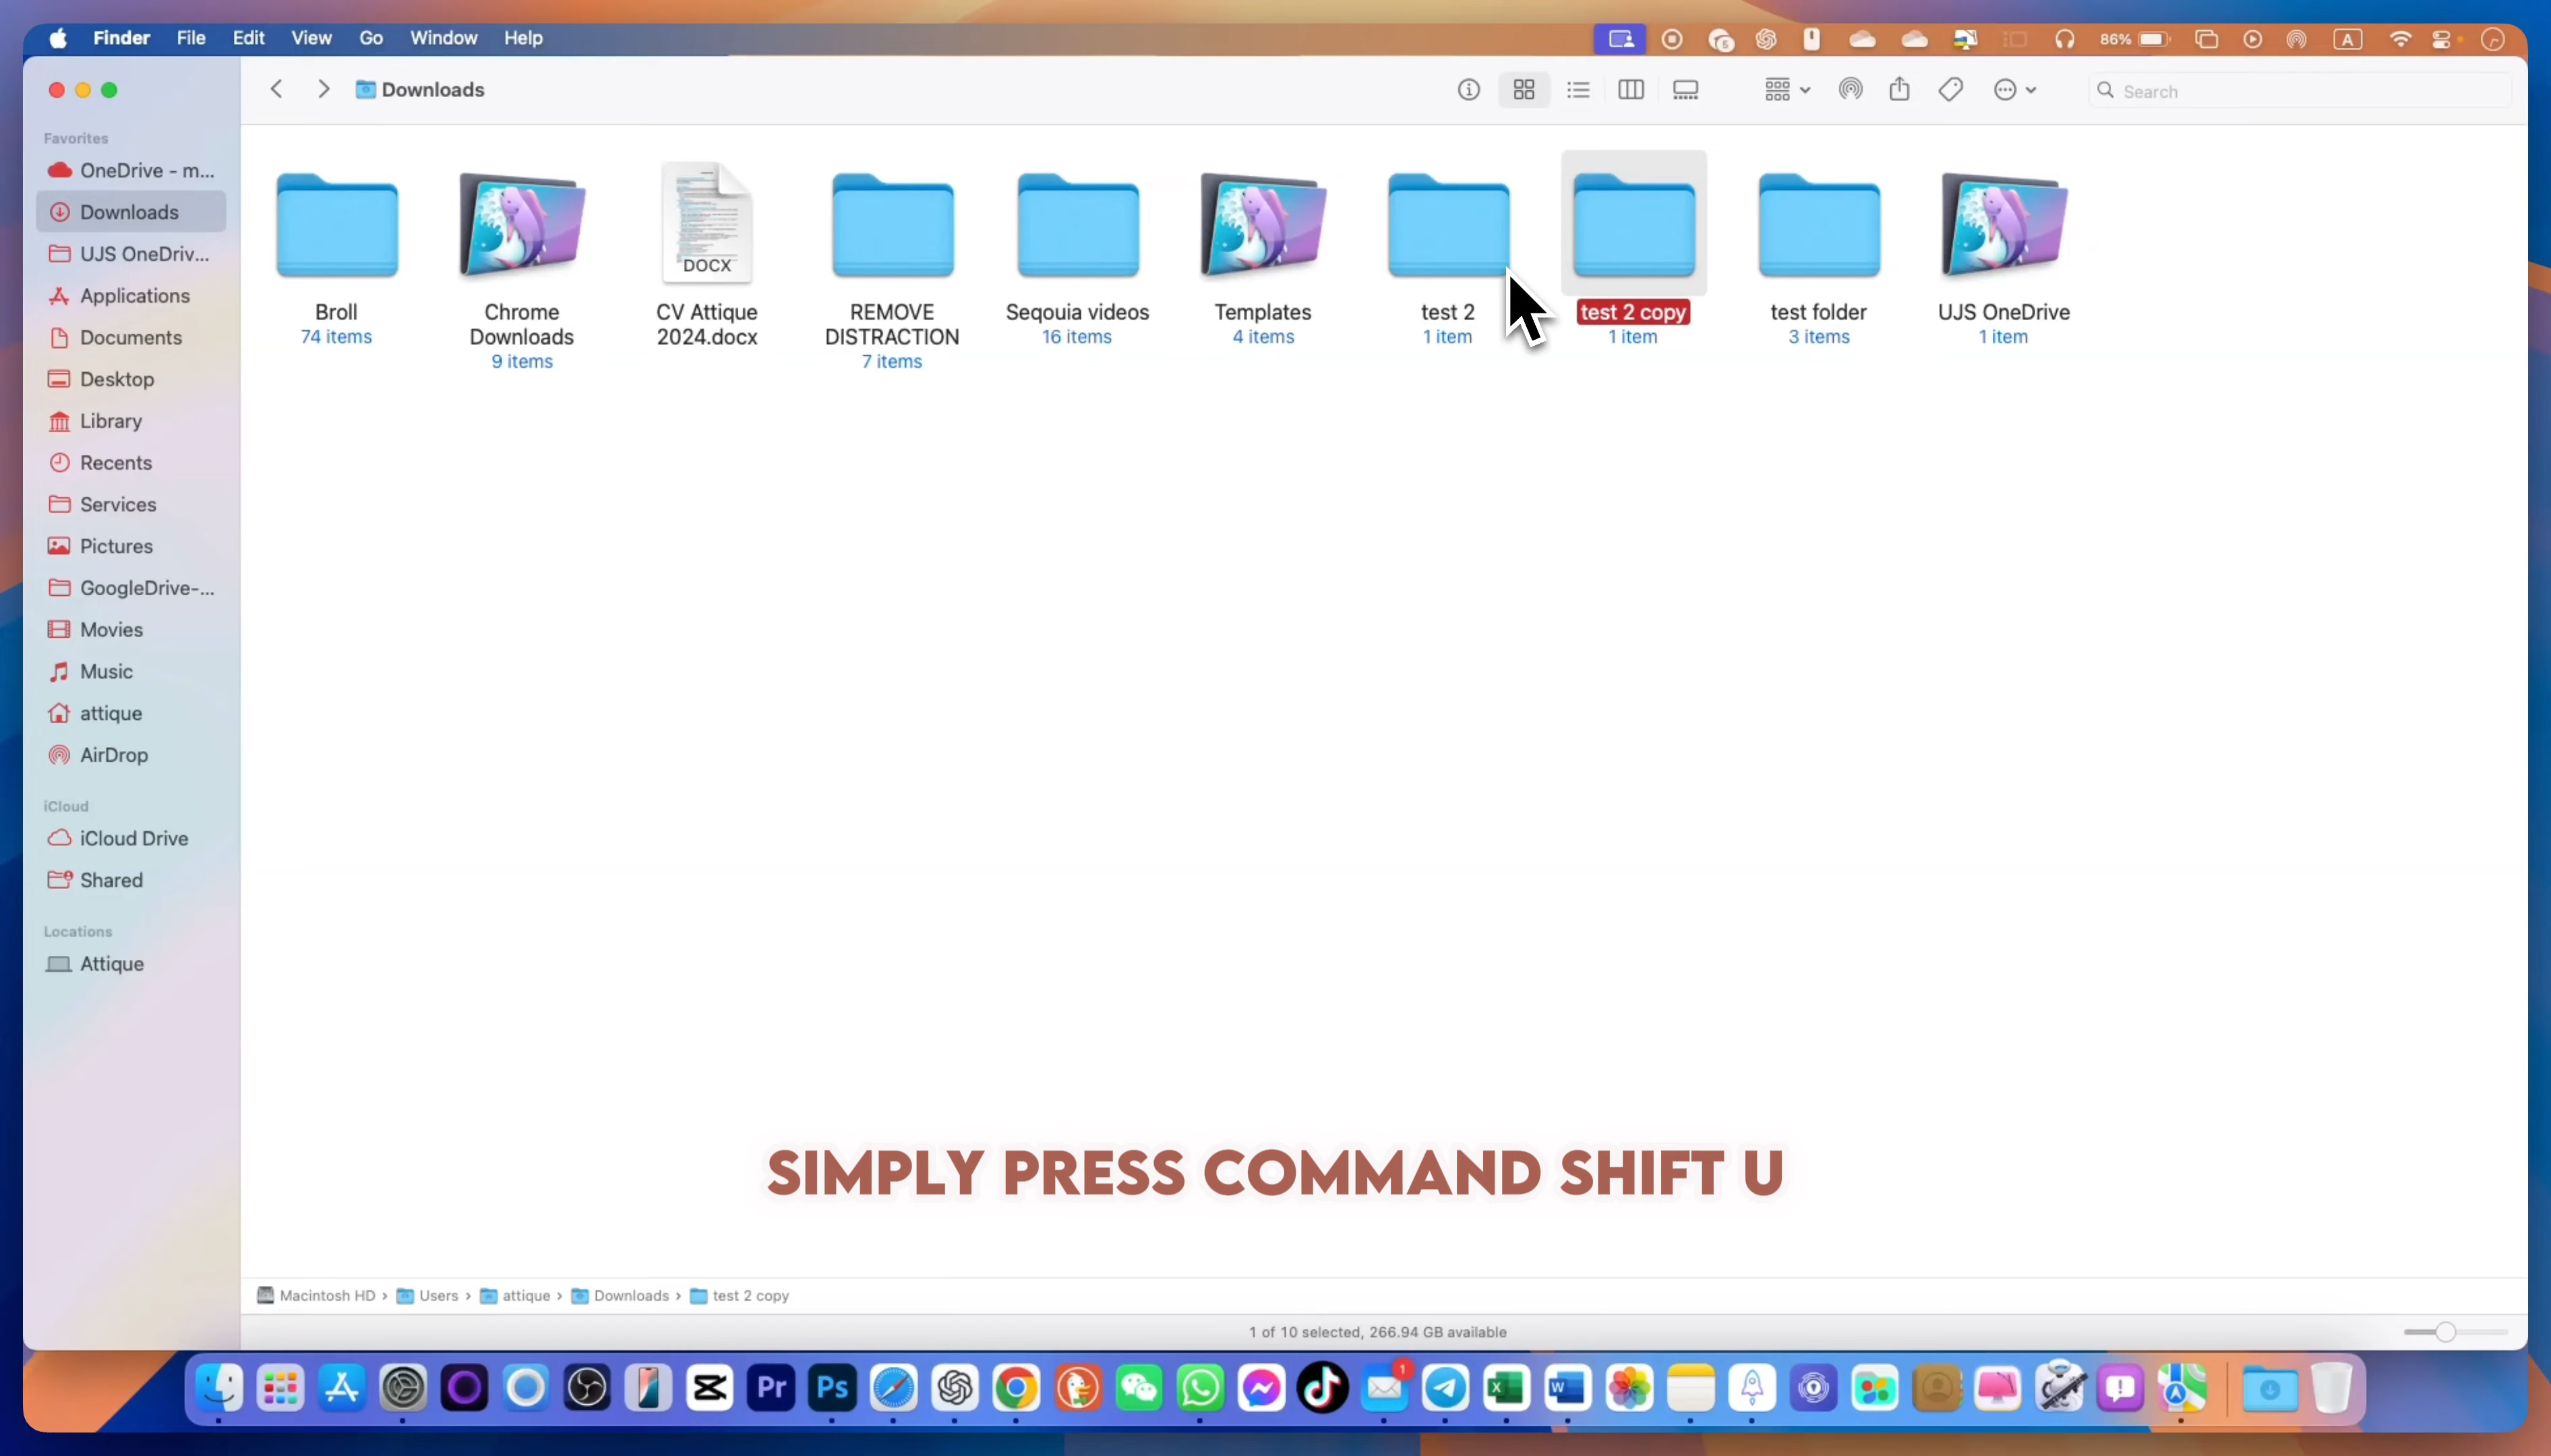 Finder File Edit View Go Window Help 86% A
Downloads
Search
Favorites
OneDrive - m...
Downloads
UJS OneDriv...
Applications
Documents
Desktop
Library
Recents
Services
Pictures
GoogleDrive-...
Movies
Music
attique
AirDrop
iCloud
iCloud Drive
Shared
Locations
Attique
Broll
74 items
Chrome
Downloads
9 items
DOCX
CV Attique
2024.docx
REMOVE
DISTRACTION
7 items
Seqouia videos
16 items
Templates
4 items
test 2
1 item
test 2 copy
1 item
test folder
3 items
UJS OneDrive
1 item
SIMPLY PRESS COMMAND SHIFT U
Macintosh HD › Users › attique › Downloads › test 2 copy
1 of 10 selected, 266.94 GB available
Pr Ps 1 X W